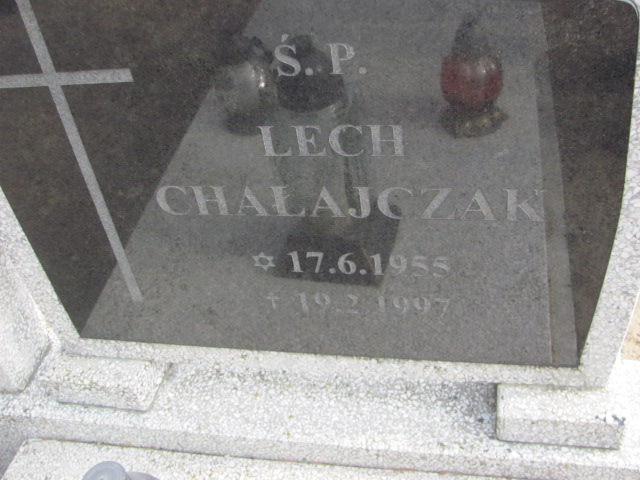 Ś. P.
LECH
CHAŁAJCZAK
✡ 17.6.1955
† 19.2.1997